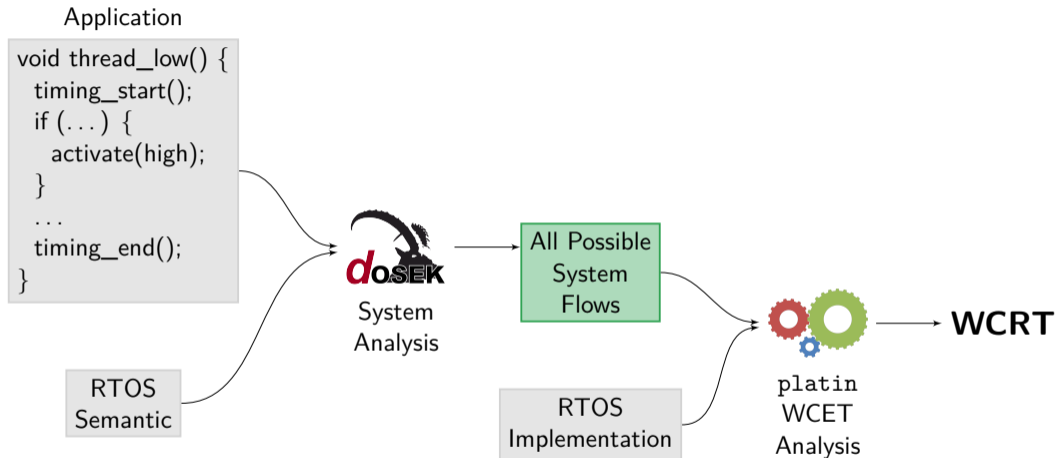 Application
void thread_low() {
timing_start();
if (...) {
activate(high);
}
...
timing_end();
}
RTOS
Semantic
dOSEK
System
Analysis
All Possible
System
Flows
RTOS
Implementation
platin
WCET
Analysis
WCRT